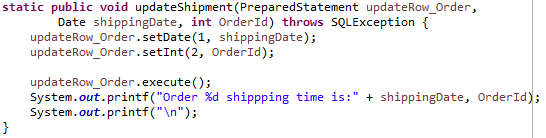 static public void updateShipment(PreparedStatement updateRow_Order,
        Date shippingDate, int OrderId) throws SQLException {
    updateRow_Order.setDate(1, shippingDate);
    updateRow_Order.setInt(2, OrderId);

    updateRow_Order.execute();
    System.out.printf("Order %d shippping time is:" + shippingDate, OrderId);
    System.out.printf("\n");
}